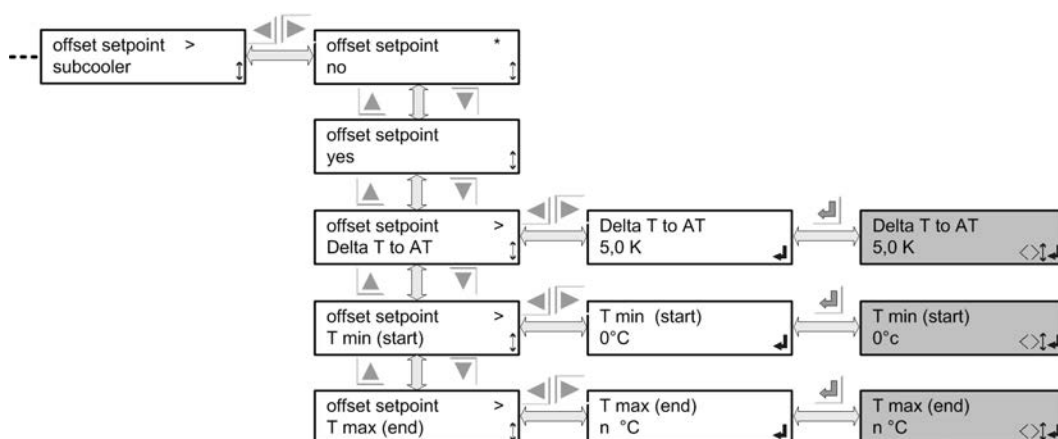 offset setpoint >
subcooler
offset setpoint *
no
offset setpoint
yes
offset setpoint >
Delta T to AT
Delta T to AT
5,0 K
Delta T to AT
5,0 K
offset setpoint >
T min (start)
T min (start)
0°C
T min (start)
0°c
offset setpoint >
T max (end)
T max (end)
n °C
T max (end)
n °C